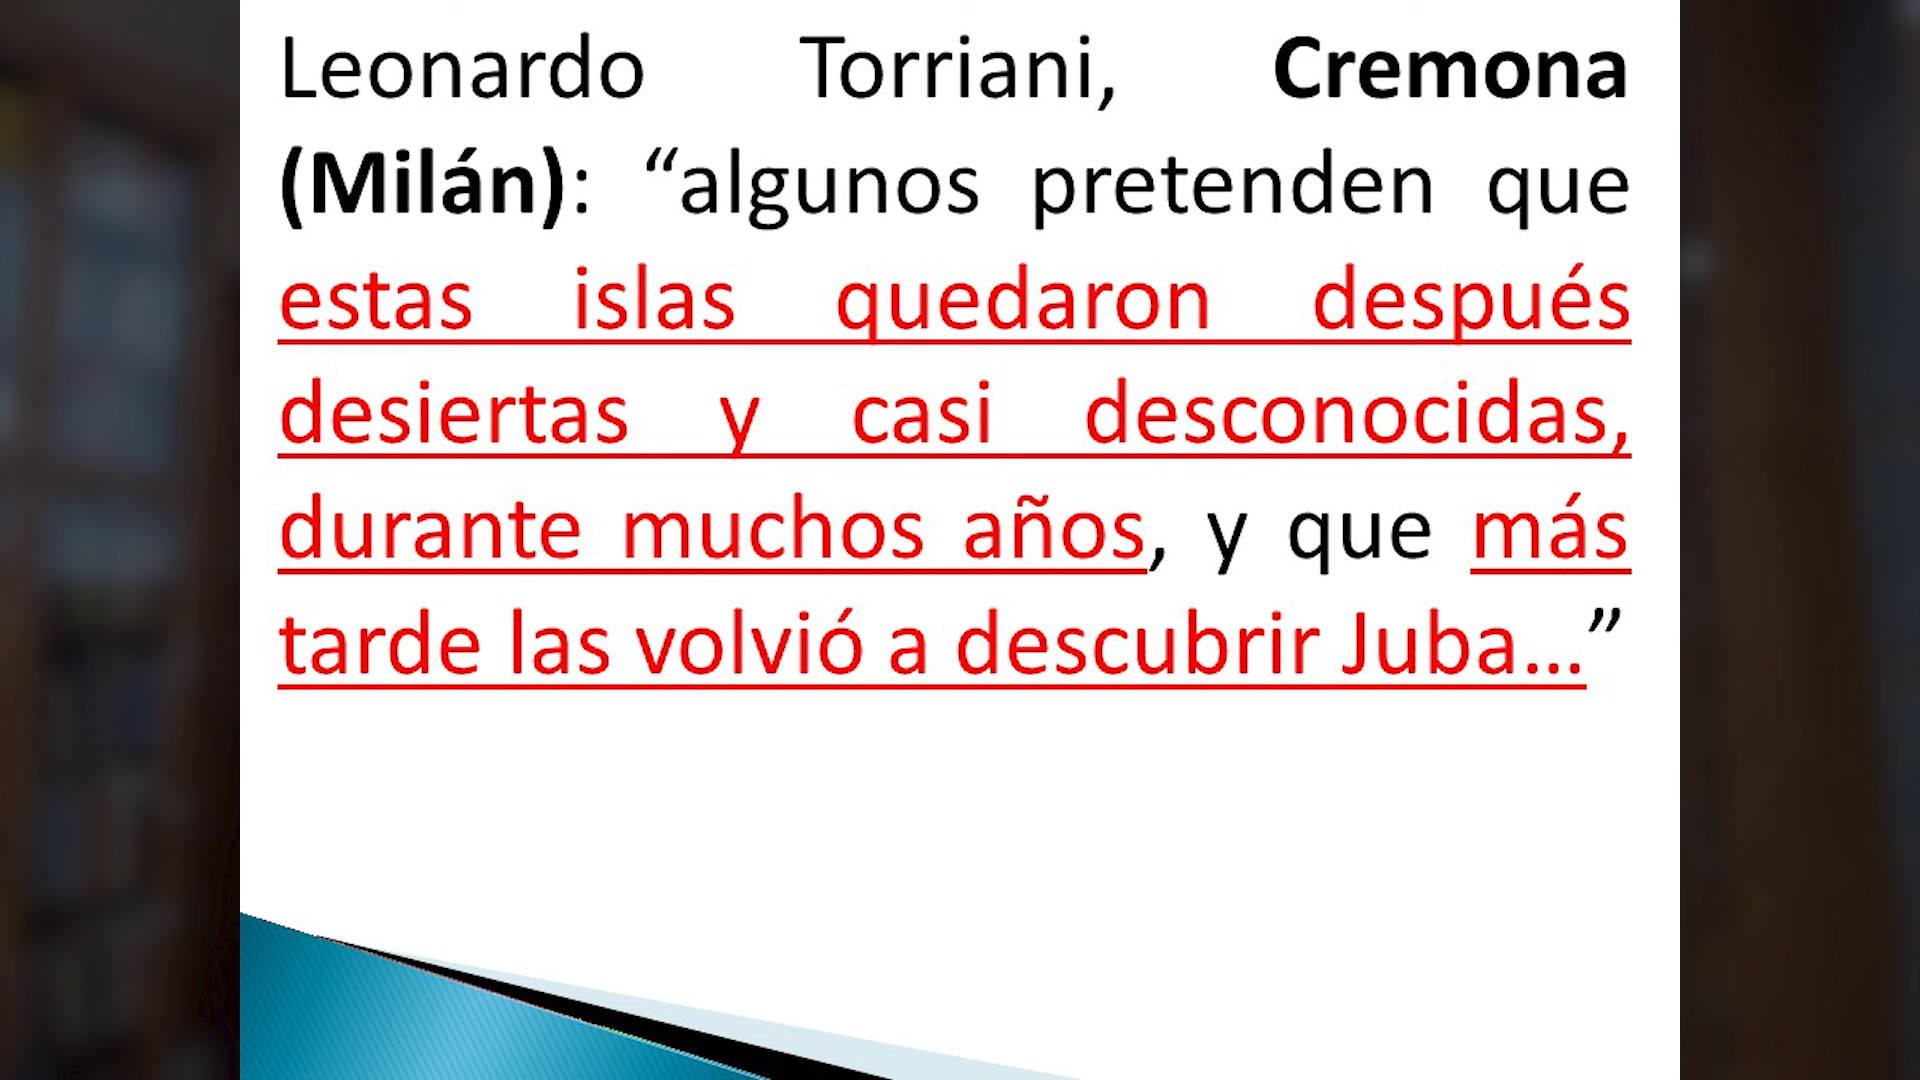 Leonardo Torriani, Cremona
(Milán): “algunos pretenden que
estas islas quedaron después
desiertas y casi desconocidas,
durante muchos años, y que más
tarde las volvió a descubrir Juba…”